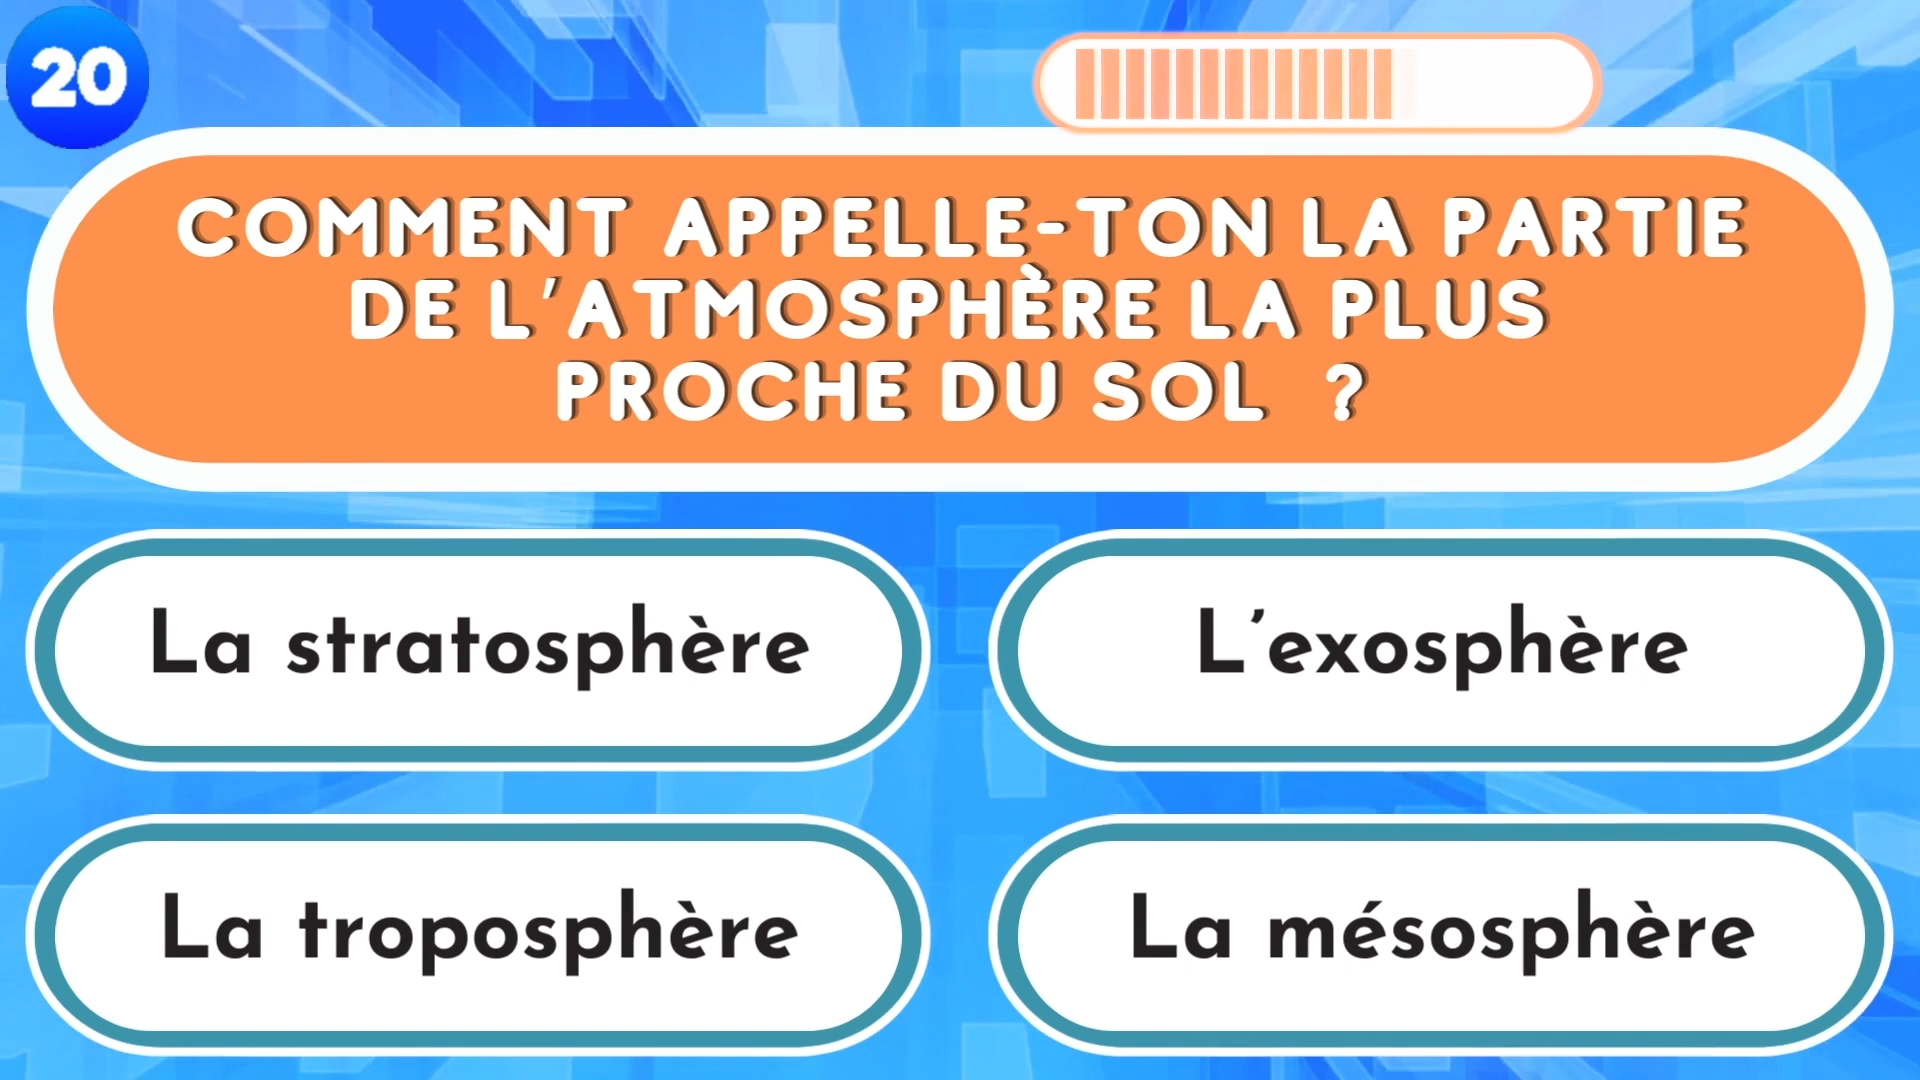 20
COMMENT APPELLE-TON LA PARTIE
DE L'ATMOSPHÈRE LA PLUS
PROCHE DU SOL ?
La stratosphère
L'exosphère
La troposphère
La mésosphère